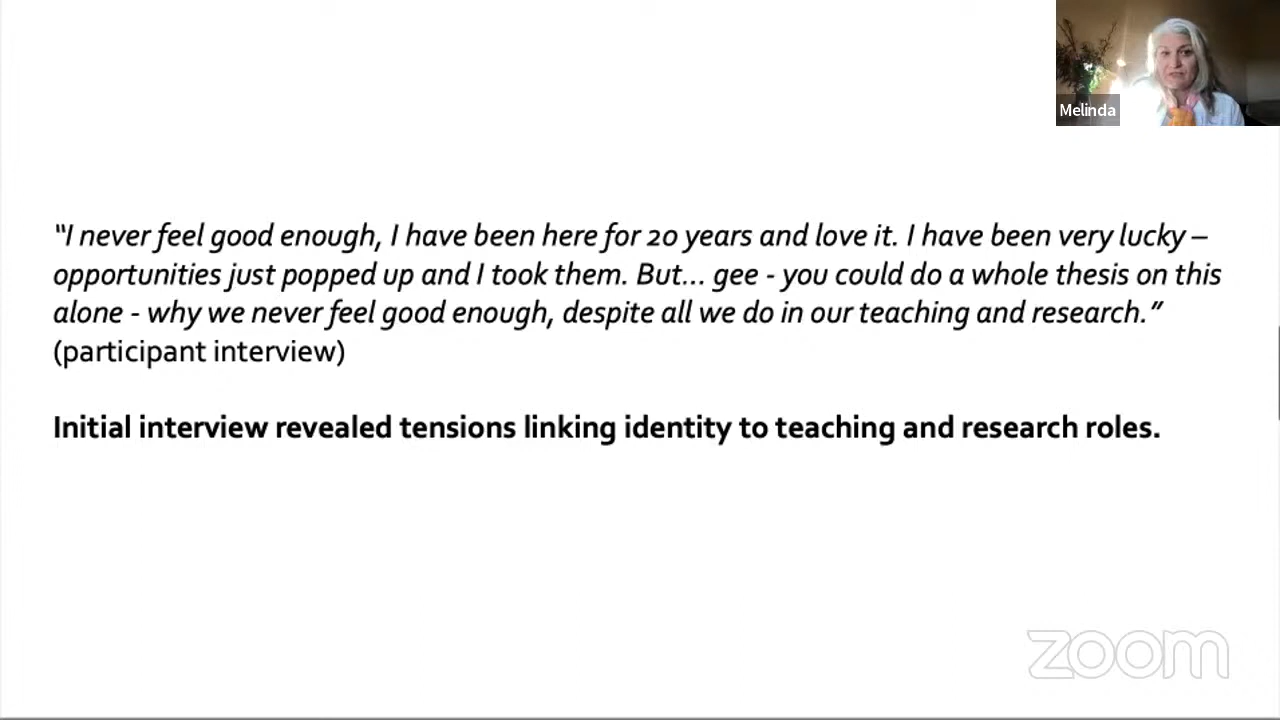 Melinda
“I never feel good enough, I have been here for 20 years and love it. I have been very lucky –
opportunities just popped up and I took them. But… gee - you could do a whole thesis on this
alone - why we never feel good enough, despite all we do in our teaching and research.”
(participant interview)
Initial interview revealed tensions linking identity to teaching and research roles.
zoom